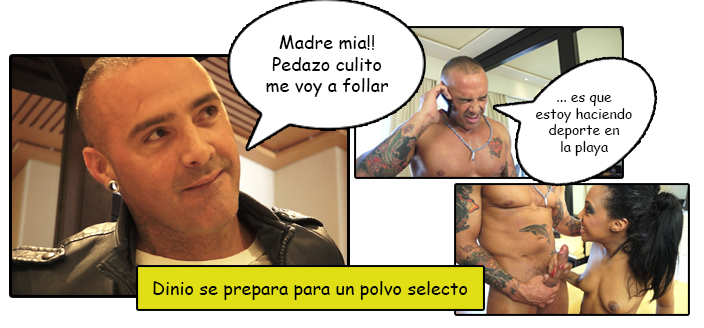 Madre mia!!
Pedazo culito
me voy a follar
... es que
estoy haciendo
deporte en
la playa
Dinio se prepara para un polvo selecto